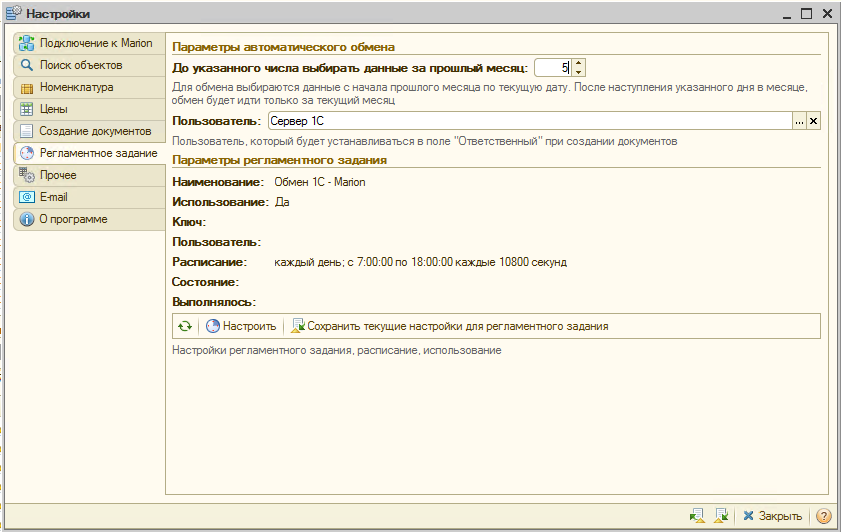 Настройки
Подключение к Marion
Поиск объектов
Номенклатура
Цены
Создание документов
Регламентное задание
Прочее
E-mail
О программе
Параметры автоматического обмена
До указанного числа выбирать данные за прошлый месяц: 5
Для обмена выбираются данные с начала прошлого месяца по текущую дату. После наступления указанного дня в месяце,
обмен будет идти только за текущий месяц
Пользователь: Сервер 1С ...
Пользователь, который будет устанавливаться в поле "Ответственный" при создании документов
Параметры регламентного задания
Наименование: Обмен 1С - Marion
Использование: Да
Ключ:
Пользователь:
Расписание: каждый день; с 7:00:00 по 18:00:00 каждые 10800 секунд
Состояние:
Выполнялось:
Настроить Сохранить текущие настройки для регламентного задания
Настройки регламентного задания, расписание, использование
Закрыть ?